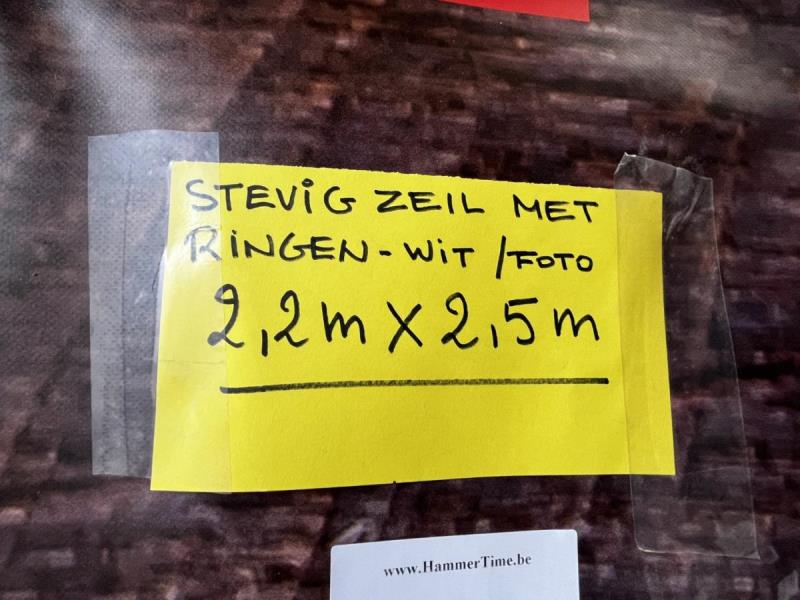 STEViG ZEIL MET
RiNGEN - WiT / FOTO
2,2m X 2,5m
www.HammerTime.be